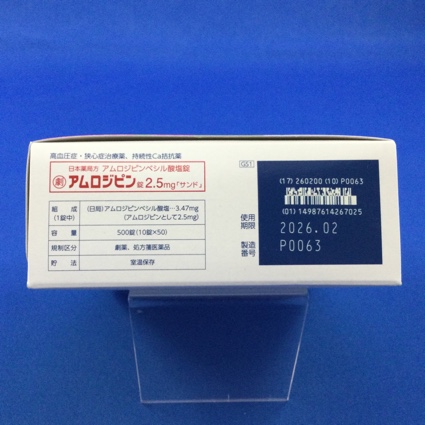 高血圧症・狭心症治療薬、持続性Ca拮抗薬
日本薬局方 アムロジピンベシル酸塩錠
劇 アムロジピン錠2.5mg「サンド」
組成(1錠中) (日局)アムロジピンベシル酸塩…3.47mg
(アムロジピンとして2.5mg)
容量 500錠(10錠×50)
規制区分 劇薬、処方箋医薬品
貯法 室温保存
GS1
(17) 260200 (10) P0063
(01) 14987614267025
使用期限 2026.02
製造番号 P0063